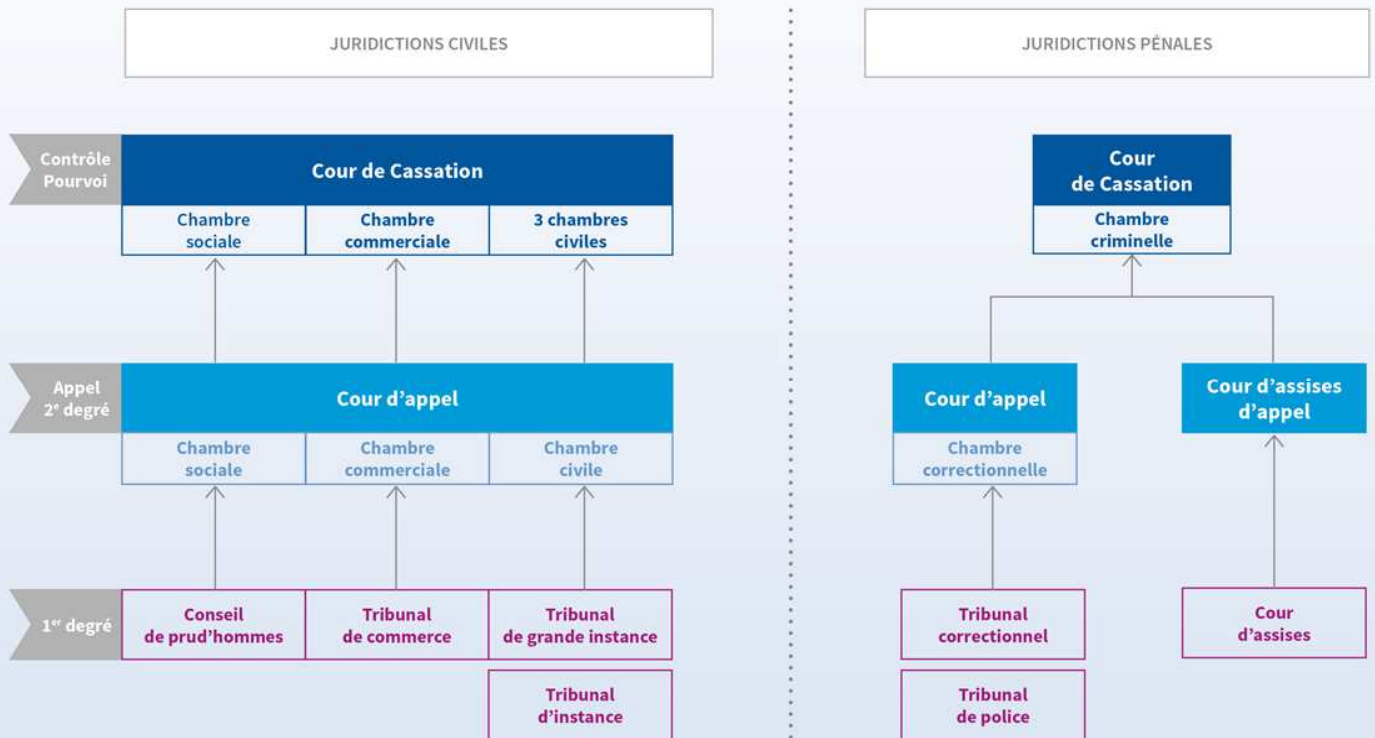 JURIDICTIONS CIVILES
JURIDICTIONS PÉNALES
Contrôle
Pourvoi
Cour de Cassation
Chambre
sociale
Chambre
commerciale
3 chambres
civiles
Cour
de Cassation
Chambre
criminelle
Appel
2e degré
Cour d’appel
Chambre
sociale
Chambre
commerciale
Chambre
civile
Cour d’appel
Chambre
correctionnelle
Cour d’assises
d’appel
1er degré
Conseil
de prud’hommes
Tribunal
de commerce
Tribunal
de grande instance
Tribunal
d’instance
Tribunal
correctionnel
Tribunal
de police
Cour
d’assises